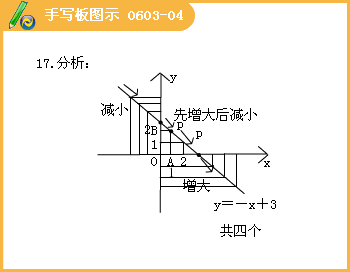 手写板图示 0603-04
17.分析：
y
减小
先增大后减小
2B
p
p
1
O A 2 x
1
增大
y＝－x＋3
共四个